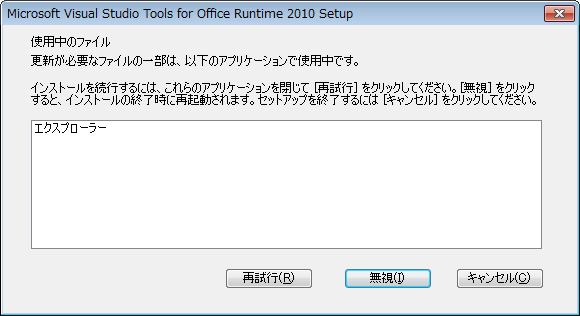 Microsoft Visual Studio Tools for Office Runtime 2010 Setup
使用中のファイル
更新が必要なファイルの一部は、以下のアプリケーションで使用中です。
インストールを続行するには、これらのアプリケーションを閉じて [再試行] をクリックしてください。[無視] をクリック
すると、インストールの終了時に再起動されます。セットアップを終了するには [キャンセル] をクリックしてください。
エクスプローラー
再試行(R) 無視(I) キャンセル(C)